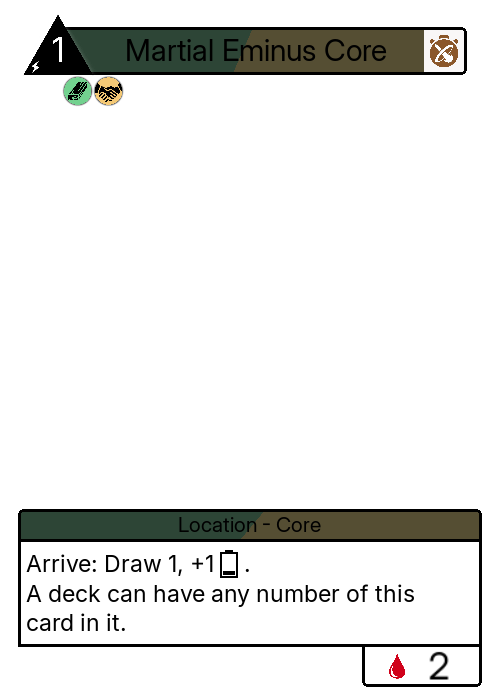 1
Martial Eminus Core
Location - Core
Arrive: Draw 1, +1 .
A deck can have any number of this
card in it.
2